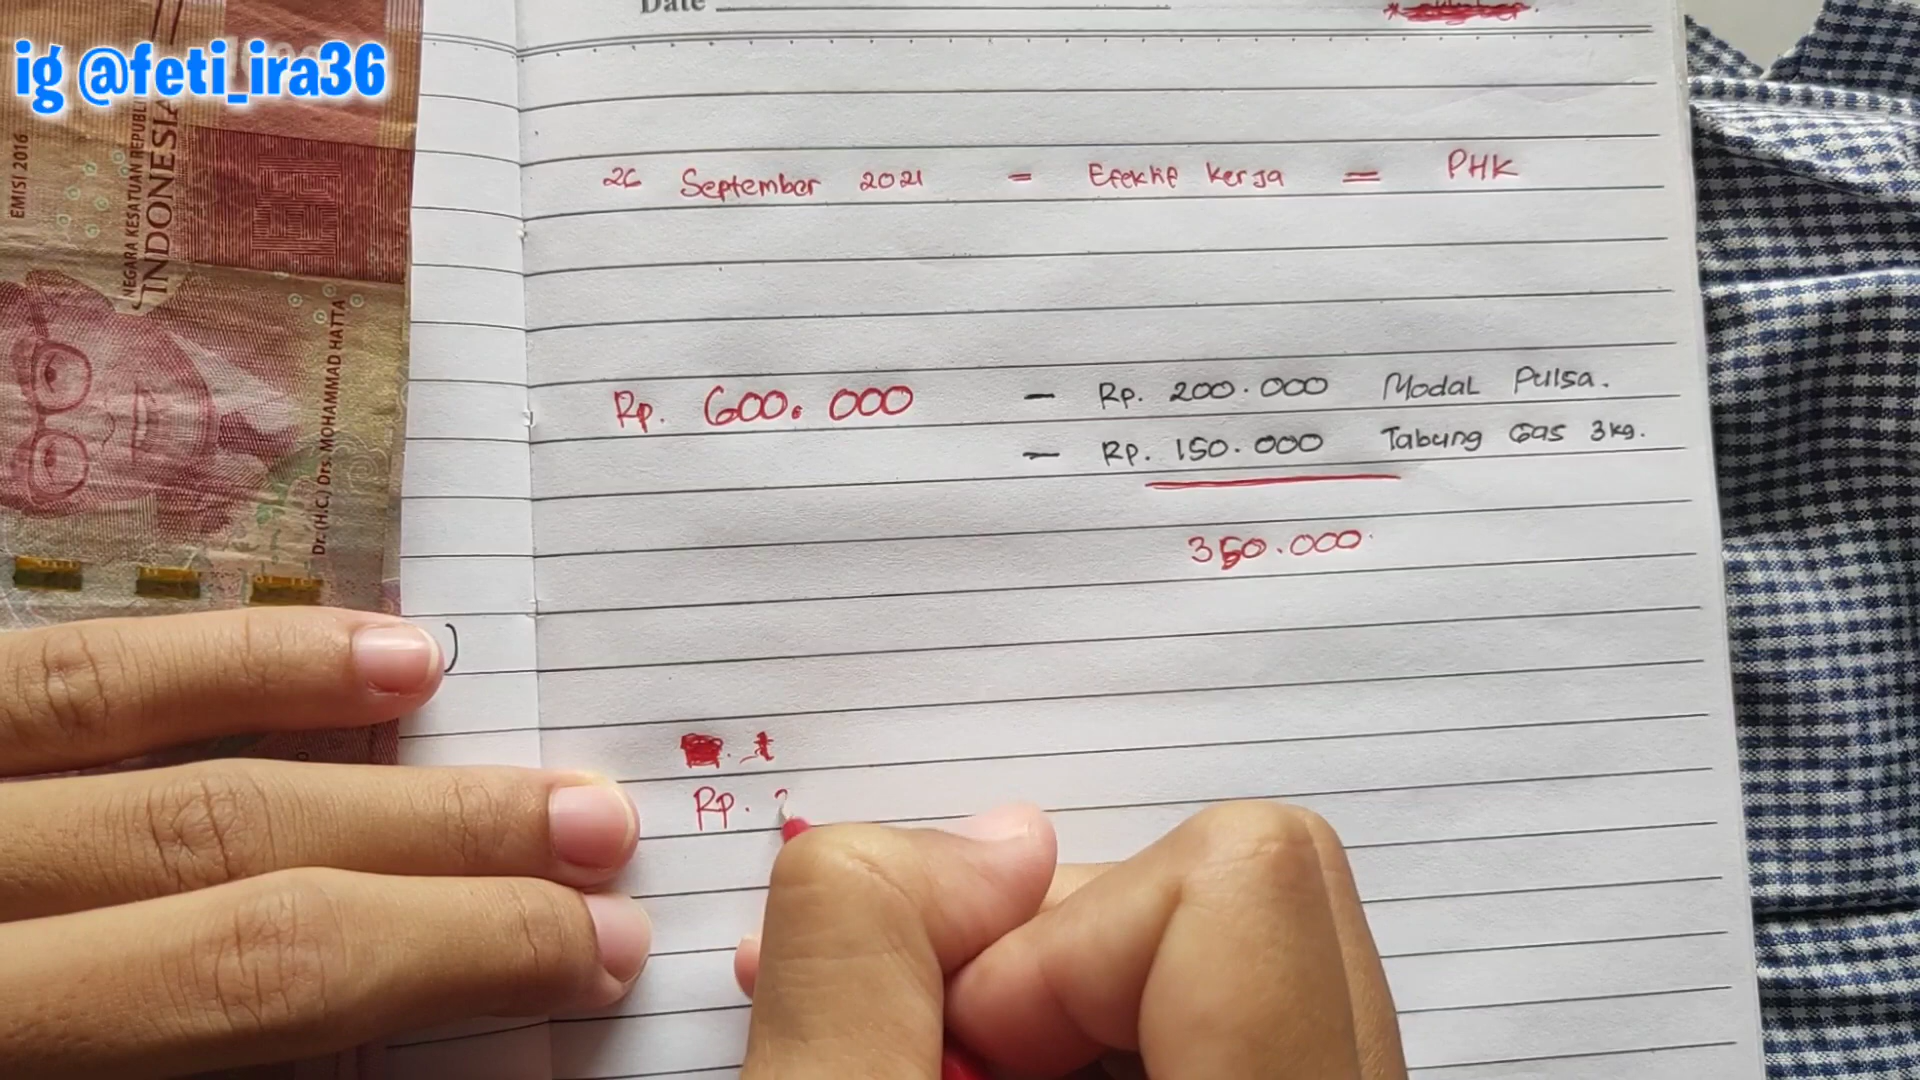 ig @feti_ira36
Date
EMISI 2016
NEGARA KESATUAN REPUBLI
INDONESIA
Dr. (H.C.) Drs. MOHAMMAD HATTA
26 September 2021 - Efektif kerja = PHK
Rp. 600.000 - Rp. 200.000 Modal Pulsa.
- Rp. 150.000 Tabung Gas 3kg.
350.000
Rp.